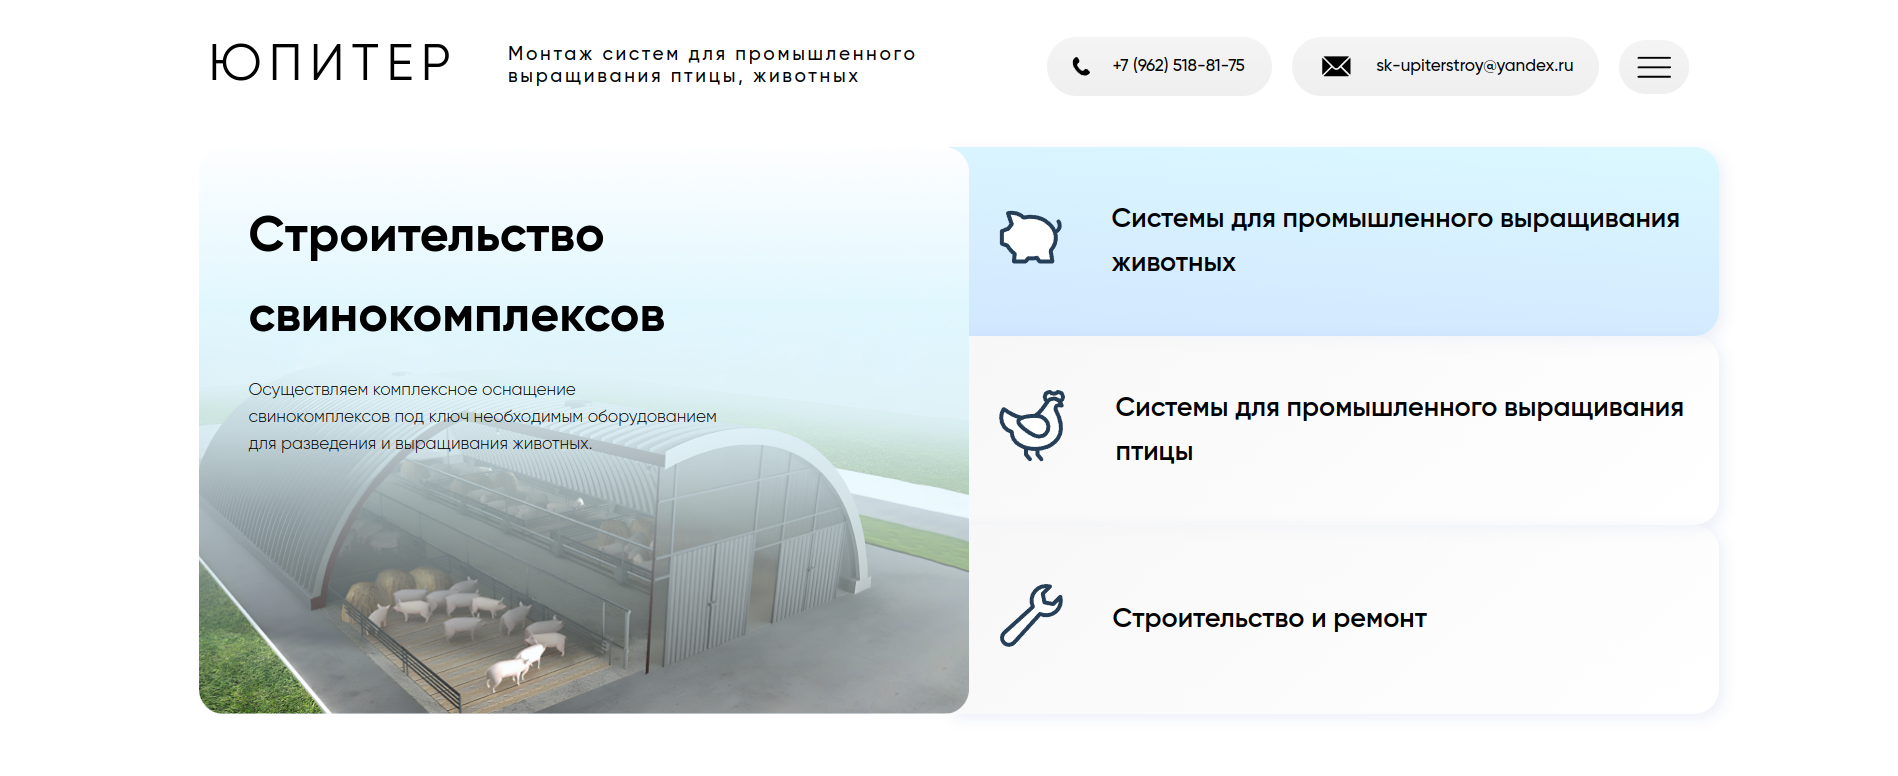 ЮПИТЕР
Монтаж систем для промышленного
выращивания птицы, животных
+7 (962) 518-81-75
sk-upiterstroy@yandex.ru
Строительство
свинокомплексов
Осуществляем комплексное оснащение
свинокомплексов под ключ необходимым оборудованием
для разведения и выращивания животных.
Системы для промышленного выращивания
животных
Системы для промышленного выращивания
птицы
Строительство и ремонт